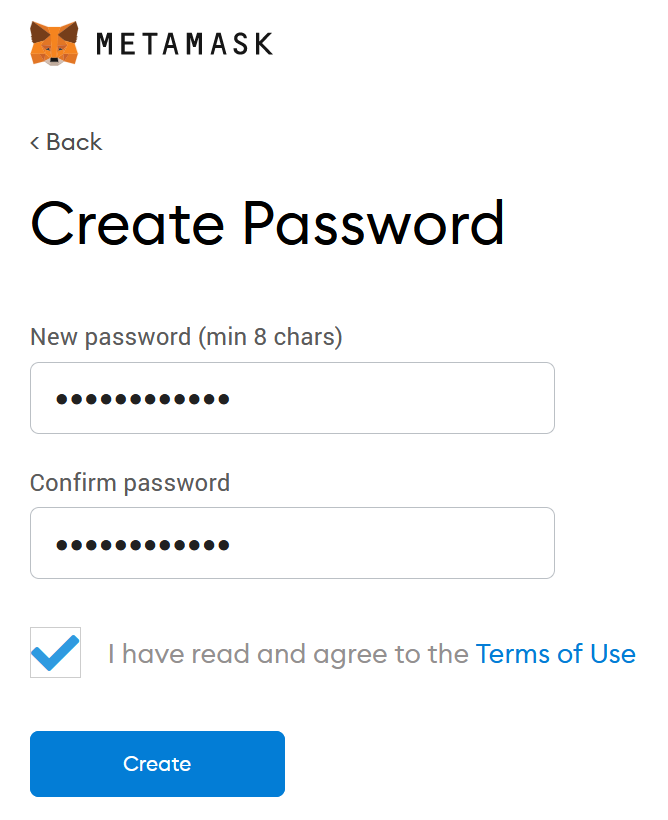 METAMASK
< Back
Create Password
New password (min 8 chars)
••••••••••••
Confirm password
••••••••••••
I have read and agree to the Terms of Use
Create